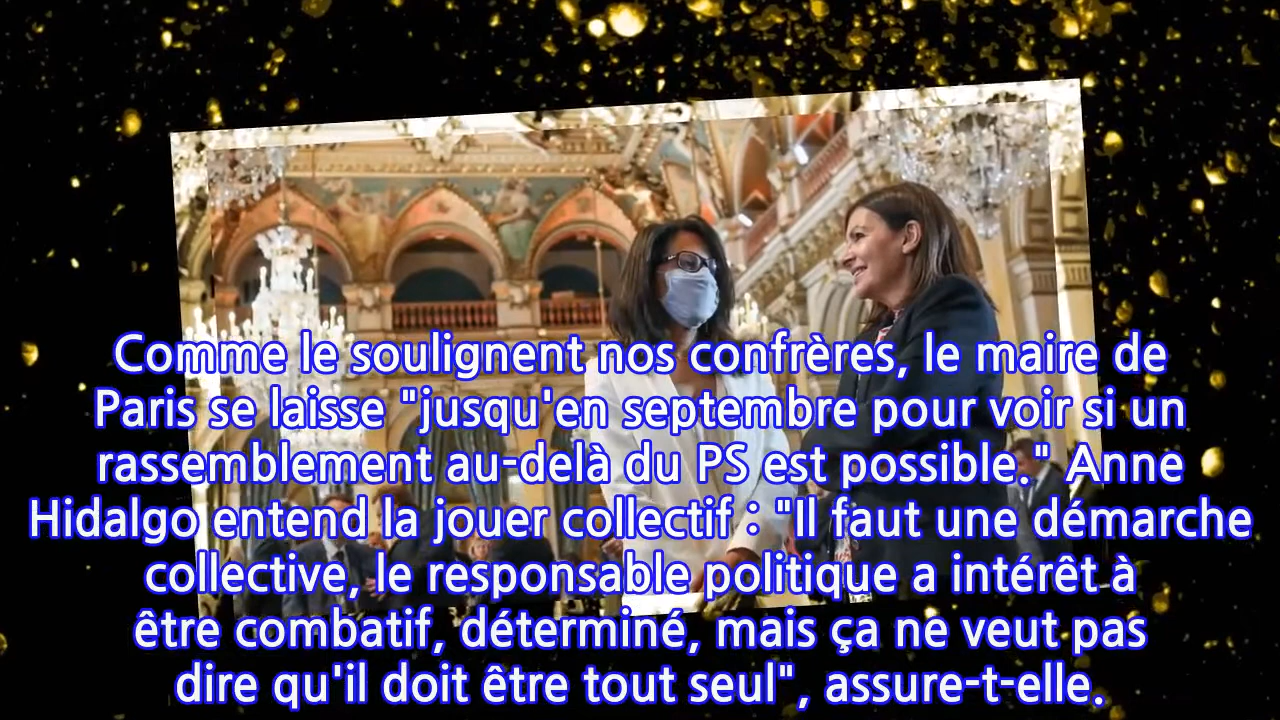 Comme le soulignent nos confrères, le maire de
Paris se laisse "jusqu'en septembre pour voir si un
rassemblement au-delà du PS est possible." Anne
Hidalgo entend la jouer collectif : "Il faut une démarche
collective, le responsable politique a intérêt à
être combatif, déterminé, mais ça ne veut pas
dire qu'il doit être tout seul", assure-t-elle.